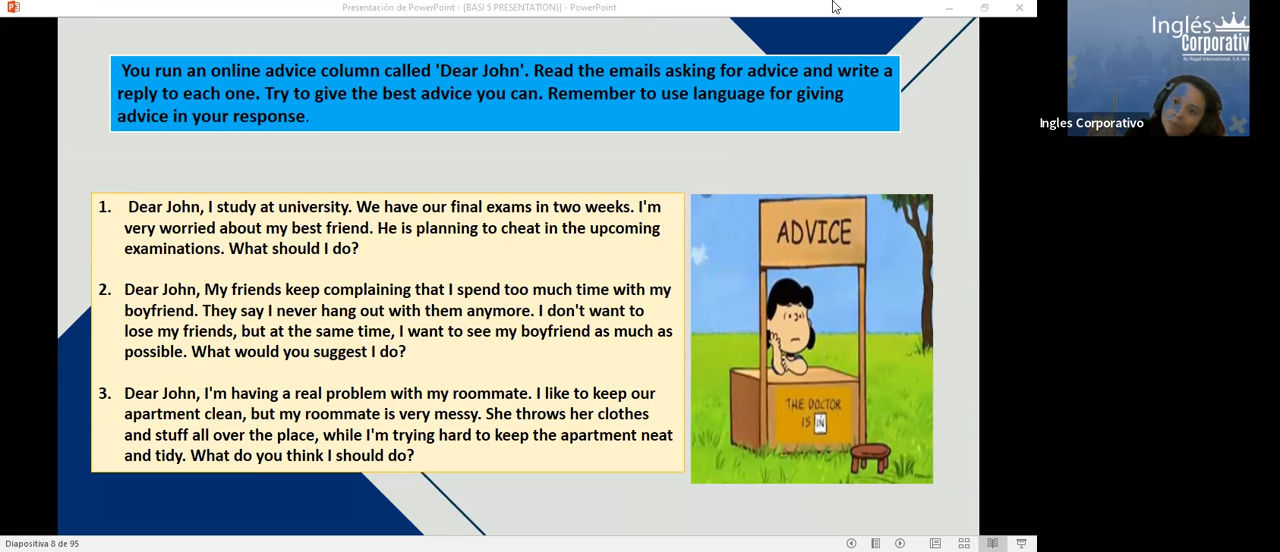 Presentación de PowerPoint - [BASI 5 PRESENTATION)] - PowerPoint
You run an online advice column called 'Dear John'. Read the emails asking for advice and write a
reply to each one. Try to give the best advice you can. Remember to use language for giving
advice in your response.
1. Dear John, I study at university. We have our final exams in two weeks. I'm
very worried about my best friend. He is planning to cheat in the upcoming
examinations. What should I do?
2. Dear John, My friends keep complaining that I spend too much time with my
boyfriend. They say I never hang out with them anymore. I don't want to
lose my friends, but at the same time, I want to see my boyfriend as much as
possible. What would you suggest I do?
3. Dear John, I'm having a real problem with my roommate. I like to keep our
apartment clean, but my roommate is very messy. She throws her clothes
and stuff all over the place, while I'm trying hard to keep the apartment neat
and tidy. What do you think I should do?
ADVICE
THE DOCTOR
IS IN
Inglés
Corporativ
By Regal International, S.A. de
Ingles Corporativo
Diapositiva 8 de 95